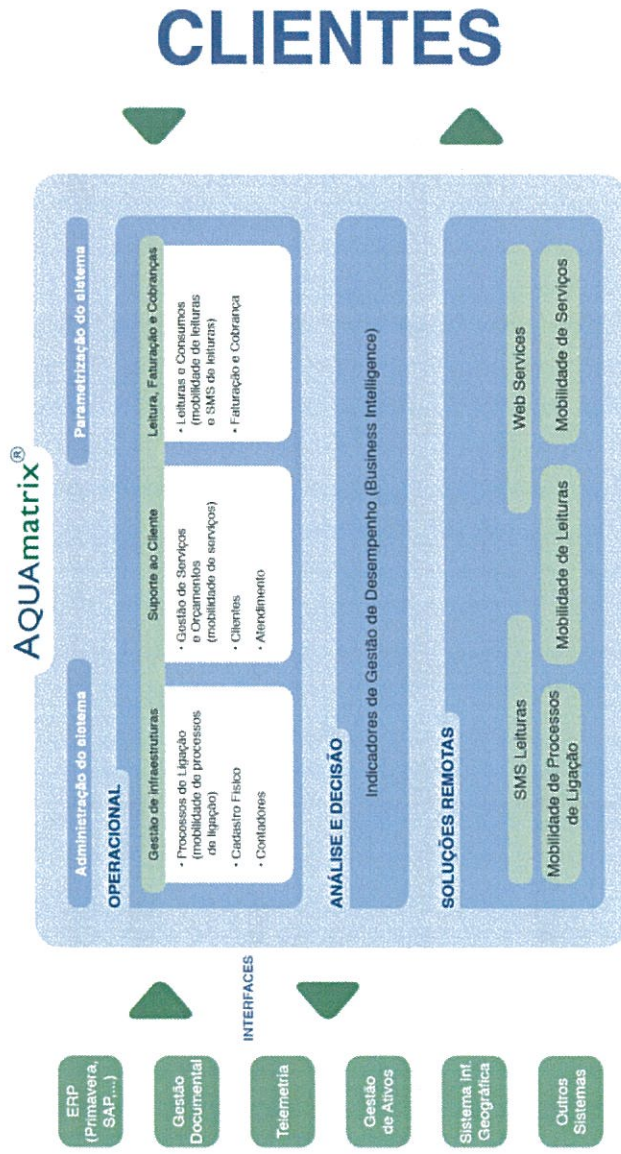 CLIENTES
AQUAmatrix®
Administração do sistema
Parametrização do sistema
OPERACIONAL
Gestão de infraestruturas
Suporte ao Cliente
Leitura, Faturação e Cobranças
• Processos de Ligação
(mobilidade de processos
de ligação)
• Cadastro Físico
• Contadores
• Gestão de Serviços
e Orçamentos
(mobilidade de serviços)
• Clientes
• Atendimento
• Leituras e Consumos
(mobilidade de leituras
e SMS de leituras)
• Faturação e Cobrança
ANÁLISE E DECISÃO
Indicadores de Gestão de Desempenho (Business Intelligence)
SOLUÇÕES REMOTAS
SMS Leituras
Web Services
Mobilidade de Processos
de Ligação
Mobilidade de Leituras
Mobilidade de Serviços
INTERFACES
ERP
(Primavera,
SAP,...)
Gestão
Documental
Telemetria
Gestão
de Ativos
Sistema Inf.
Geográfica
Outros
Sistemas